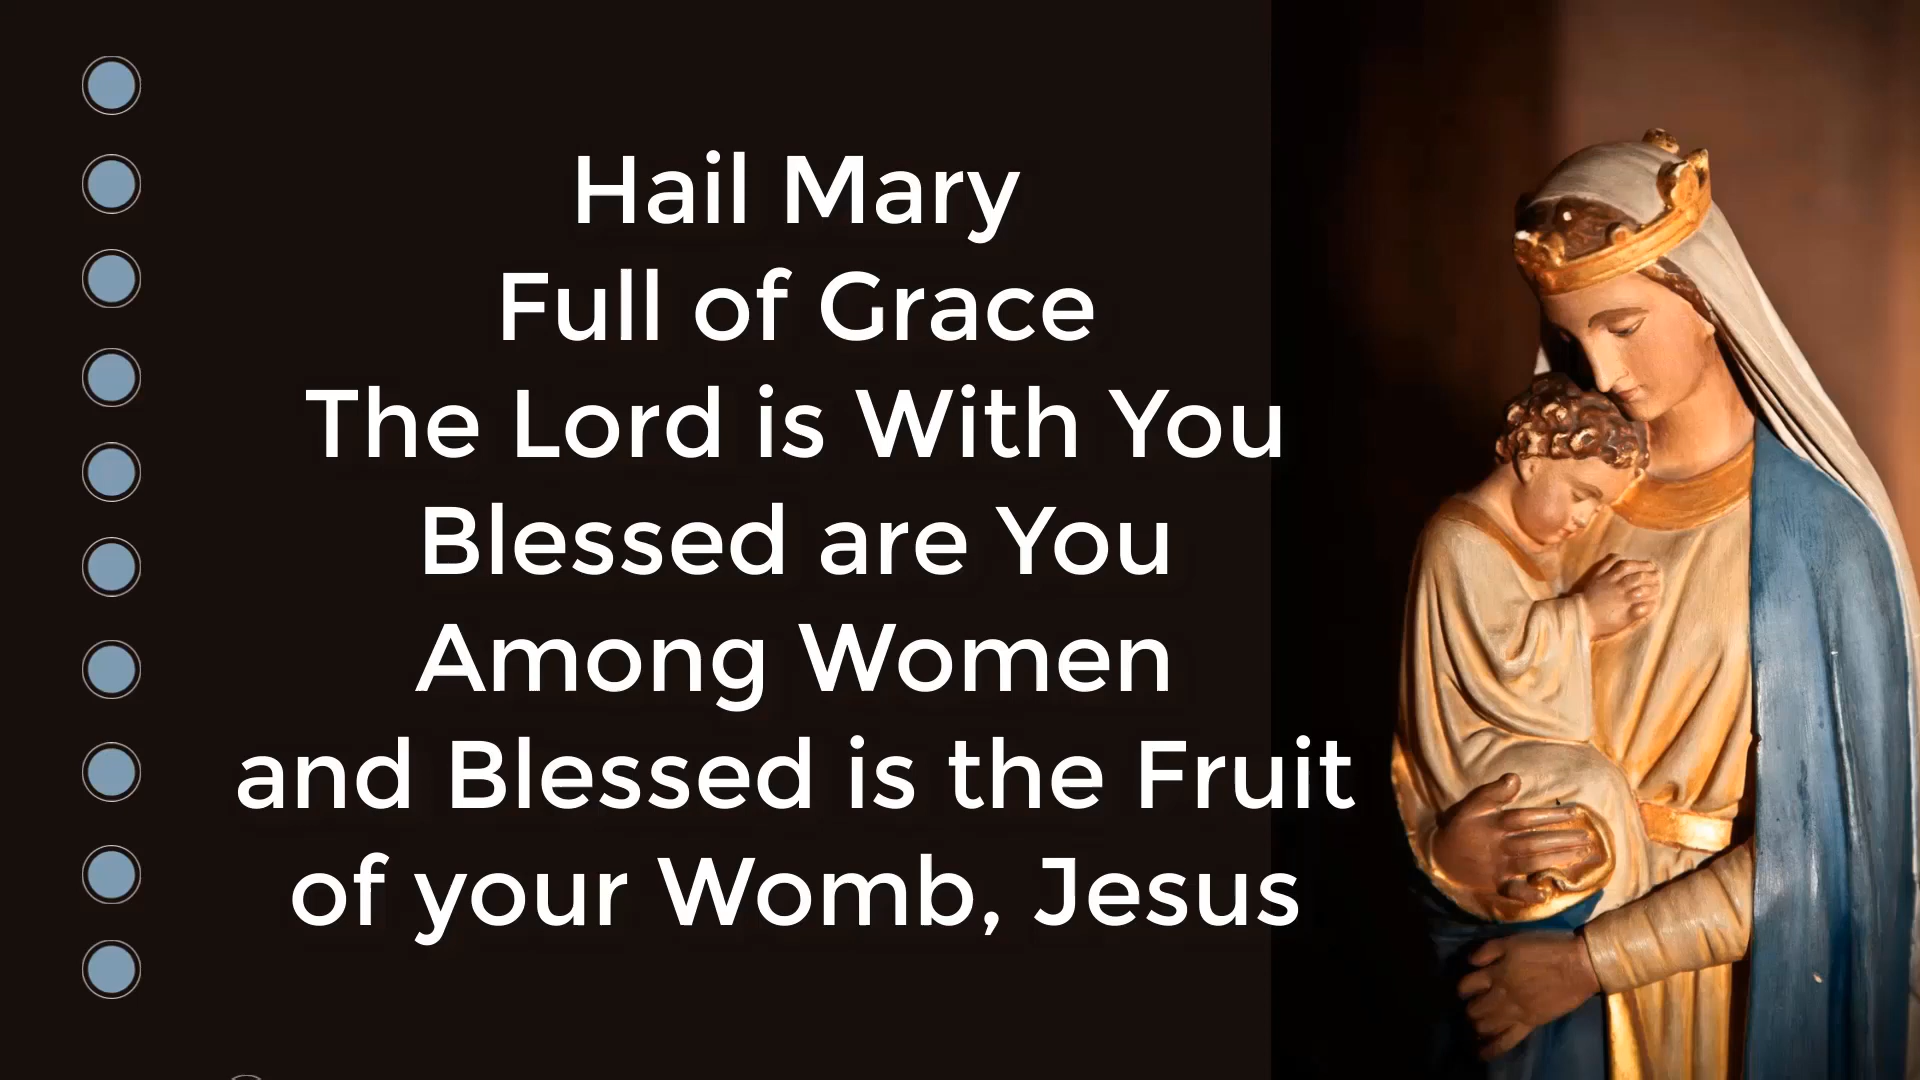 Hail Mary
Full of Grace
The Lord is With You
Blessed are You
Among Women
and Blessed is the Fruit
of your Womb, Jesus